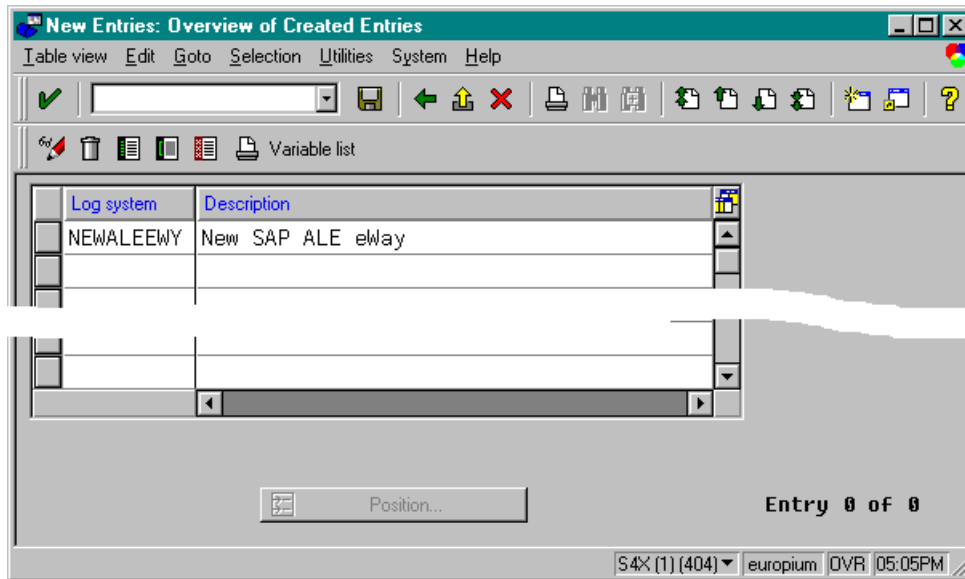 New Entries: Overview of Created Entries
Table view Edit Goto Selection Utilities System Help
Variable list
Log system Description
NEWALEEWY New SAP ALE eWay
Position...
Entry 0 of 0
S4X (1) (404) europium OVR 05:05PM